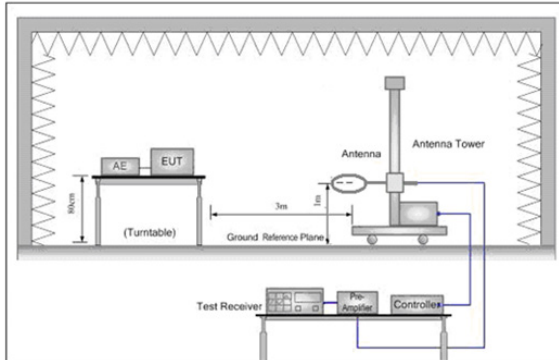 AE
EUT
80cm
(Turntable)
3m
Antenna
1m
Antenna Tower
Ground Reference Plane
Test Receiver
Pre-
Amplifier
Controller